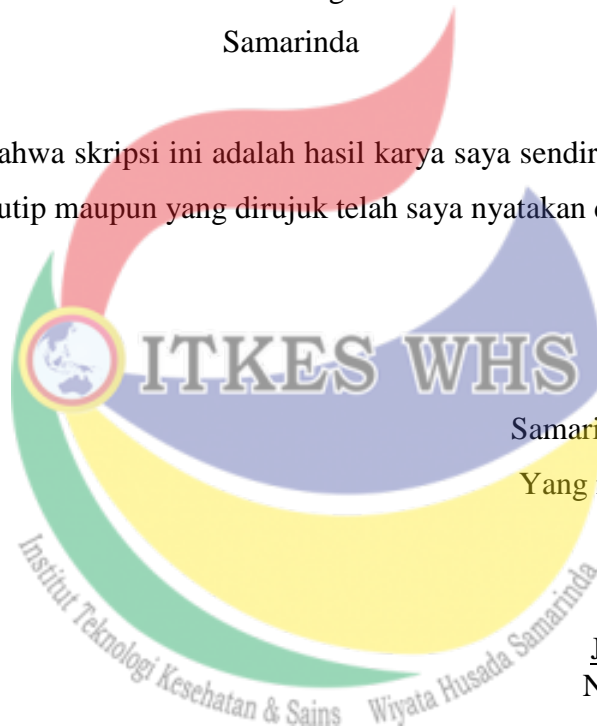 Samarinda
ahwa skripsi ini adalah hasil karya saya sendir
utip maupun yang dirujuk telah saya nyatakan
ITKES WHS
Samari
Yang
Institut Teknologi Kesehatan & Sains Wiyata Husada Samarinda
J
N